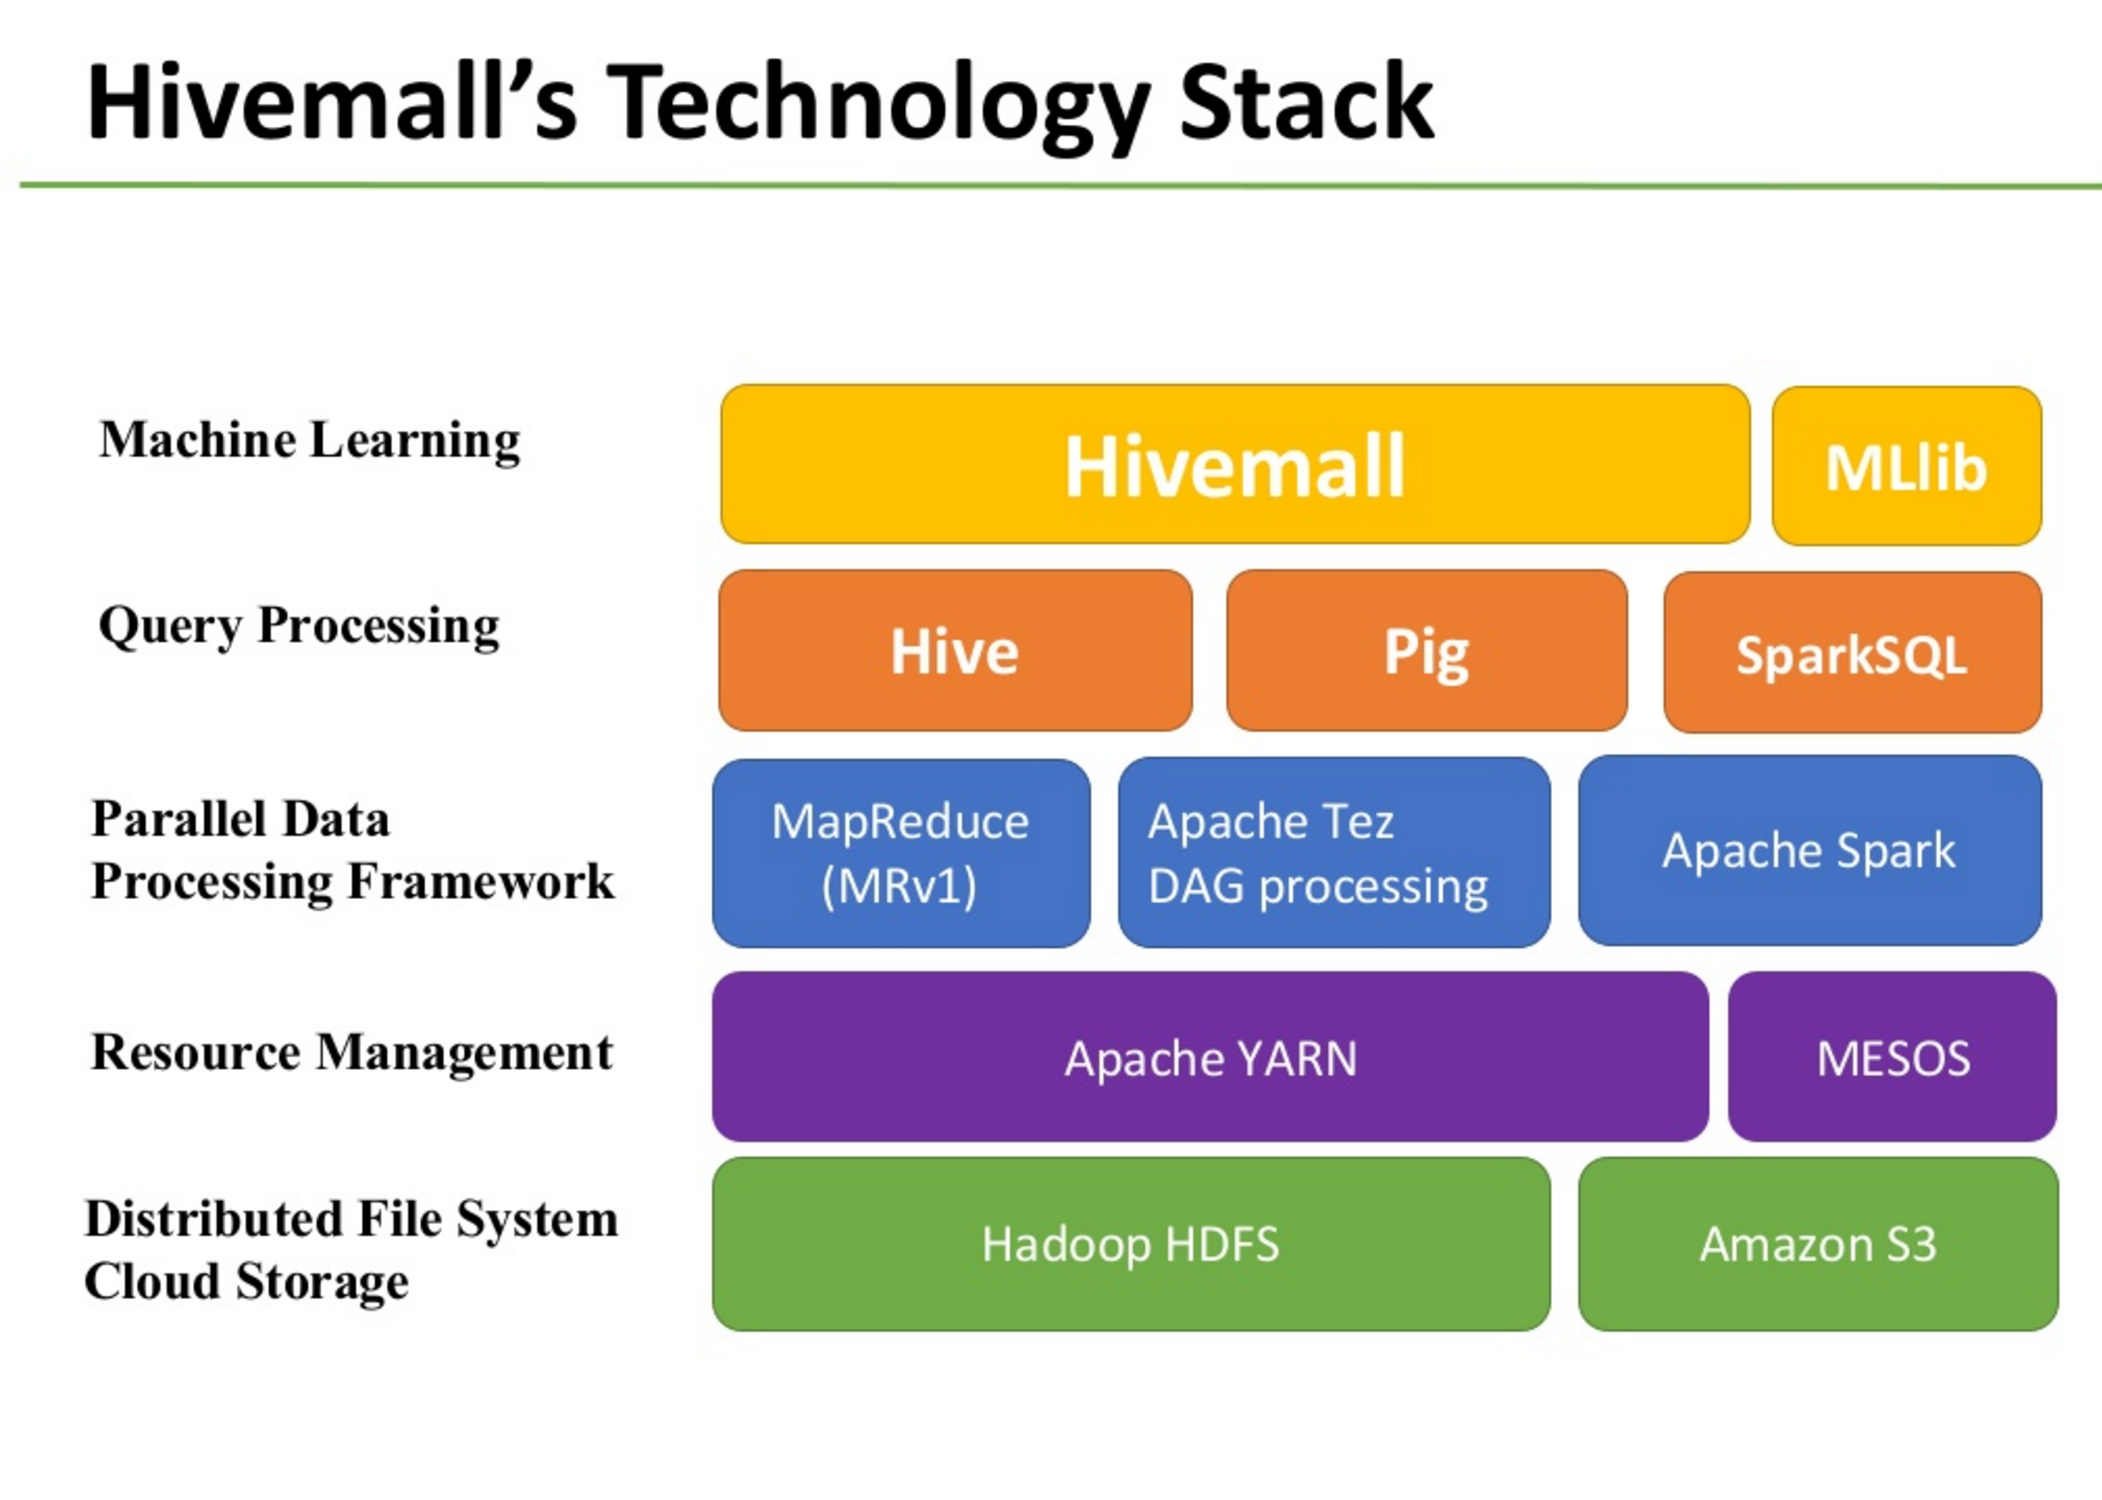 Hivemall’s Technology Stack
Machine Learning
Hivemall
MLlib
Query Processing
Hive
Pig
SparkSQL
Parallel Data
Processing Framework
MapReduce
(MRv1)
Apache Tez
DAG processing
Apache Spark
Resource Management
Apache YARN
MESOS
Distributed File System
Cloud Storage
Hadoop HDFS
Amazon S3